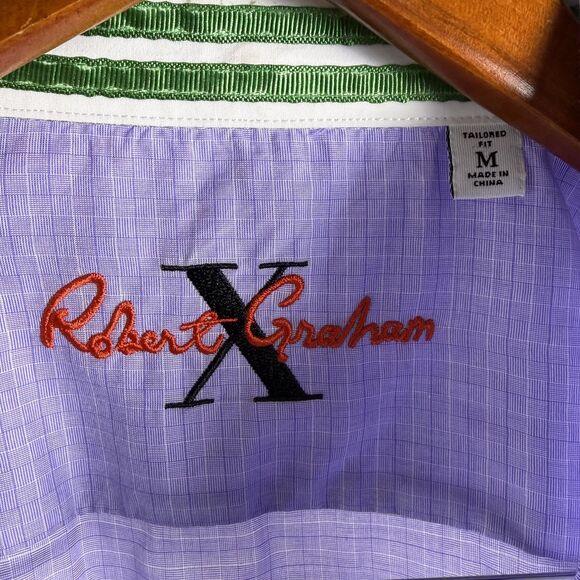 TAILORED
FIT
M
MADE IN
CHINA
Robert X Graham